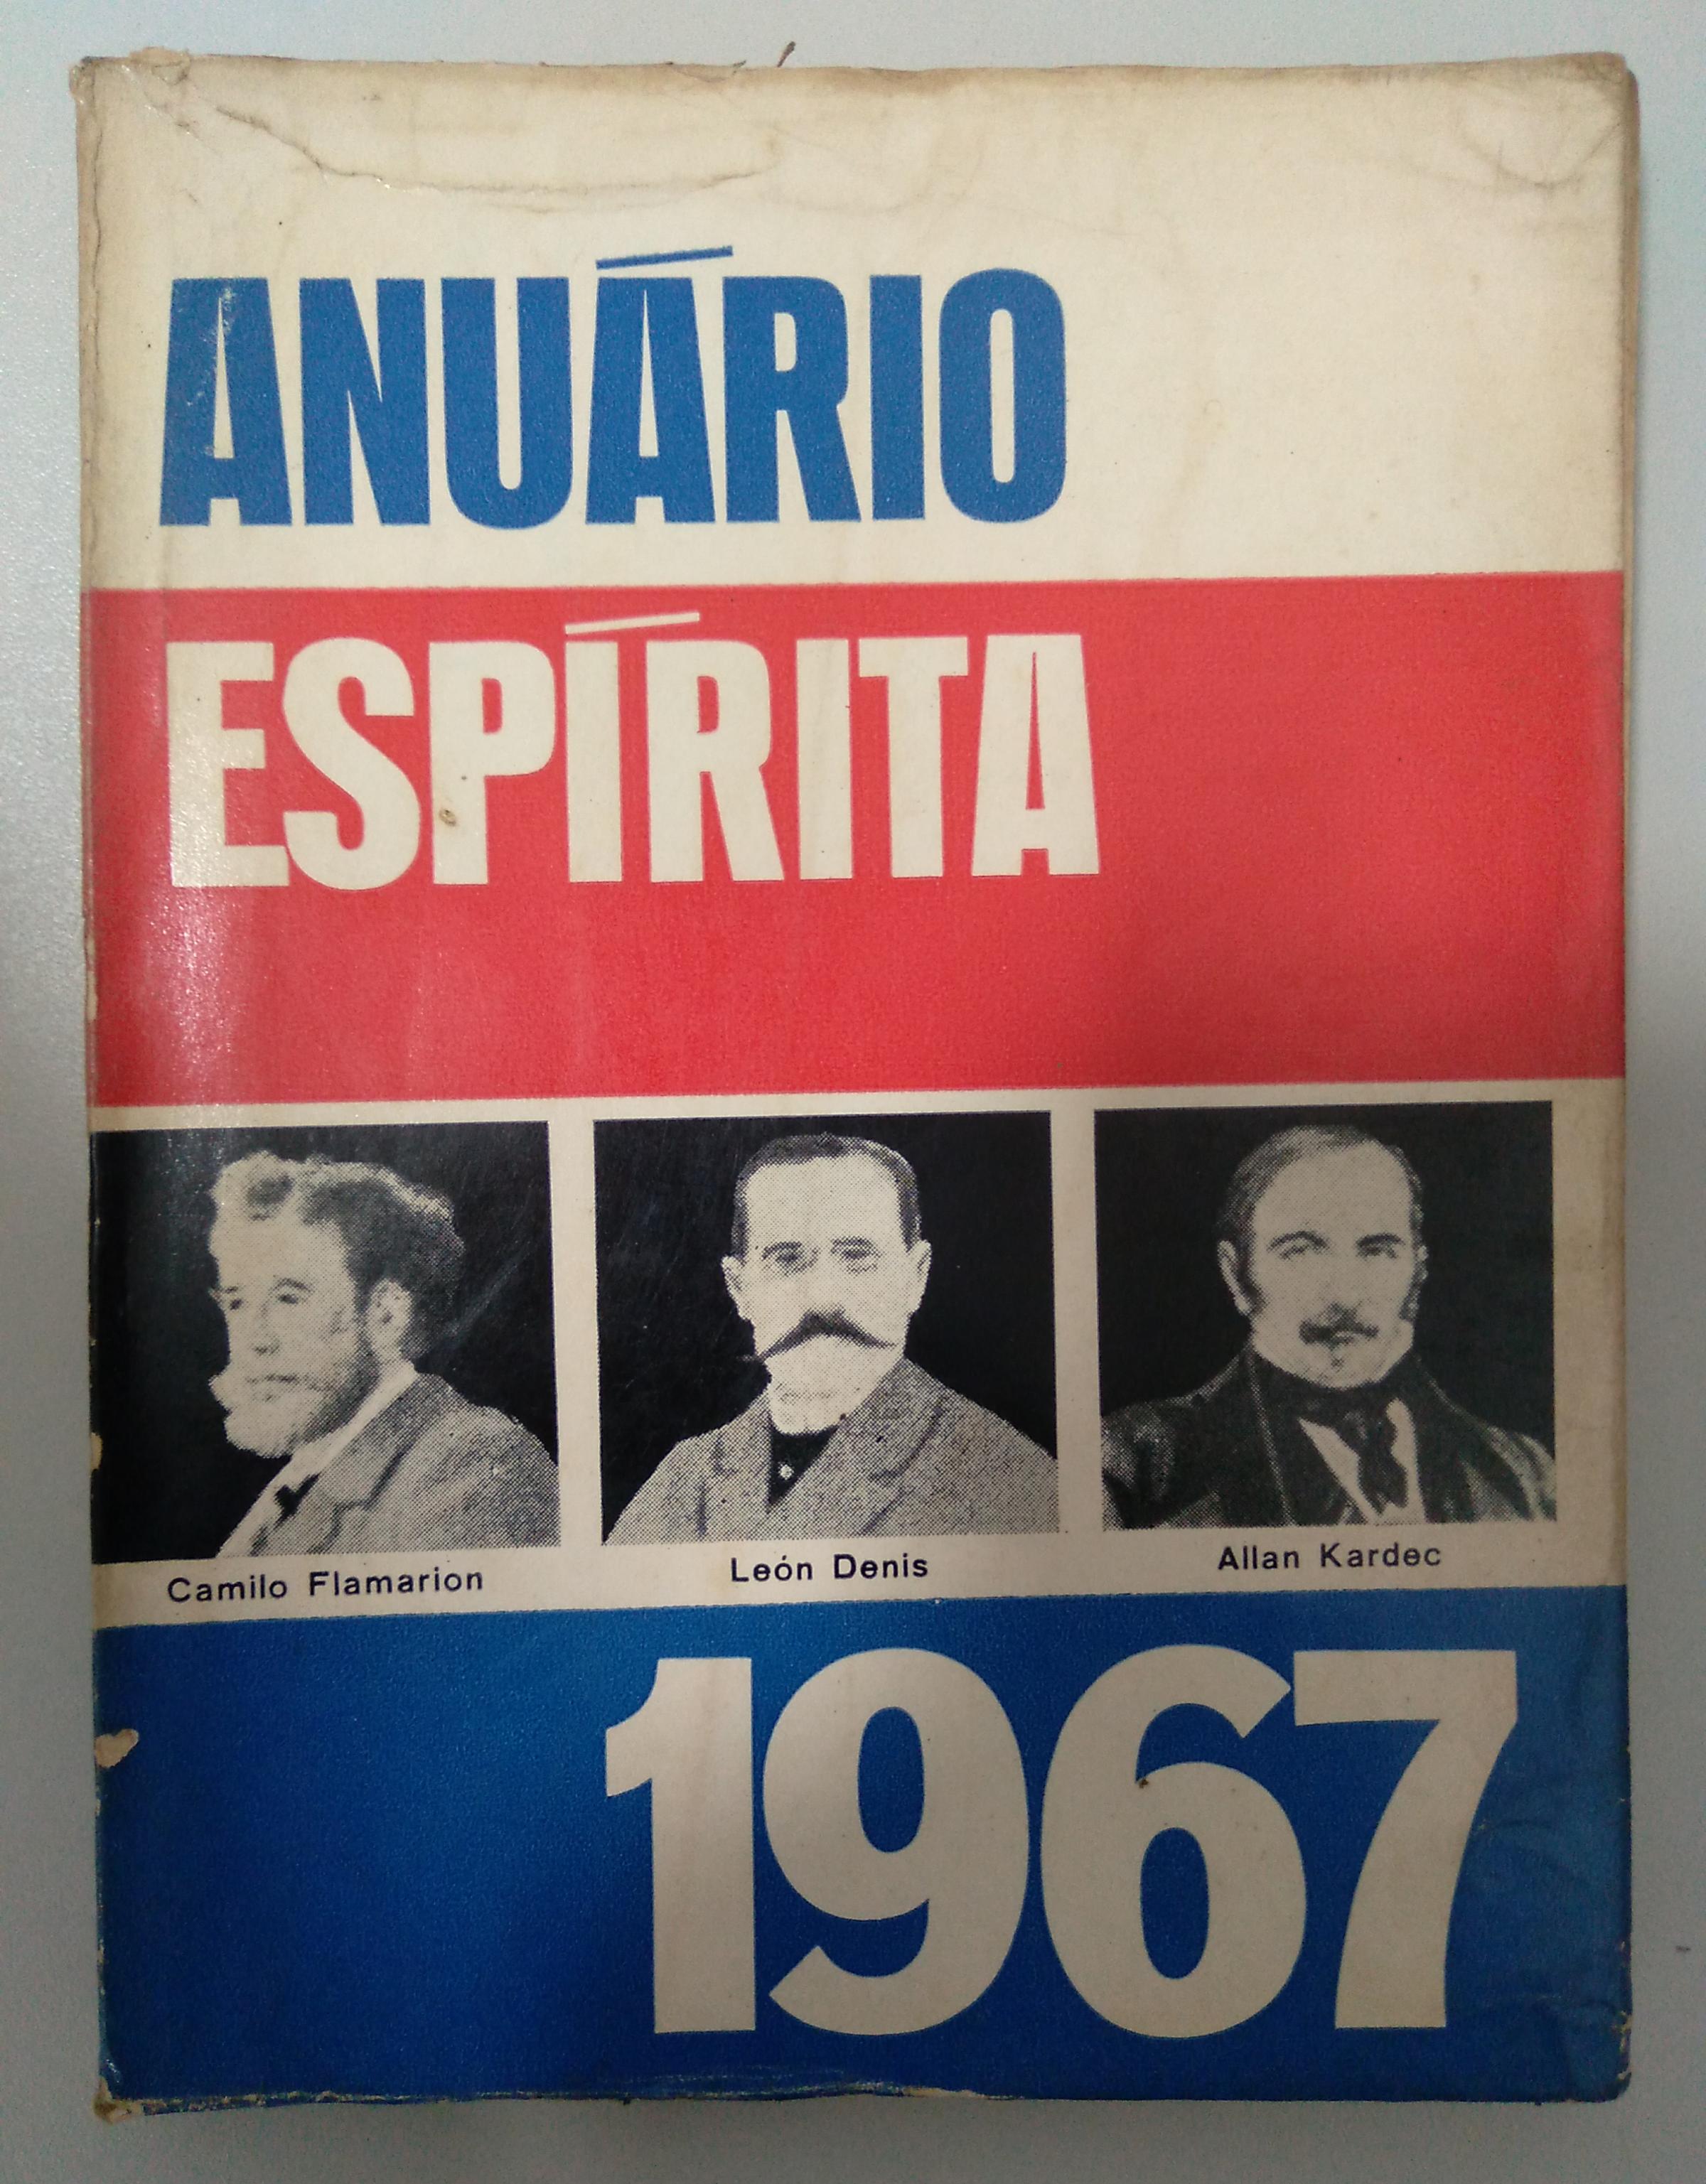 ANUÁRIO
ESPÍRITA
Camilo Flamarion
León Denis
Allan Kardec
1967